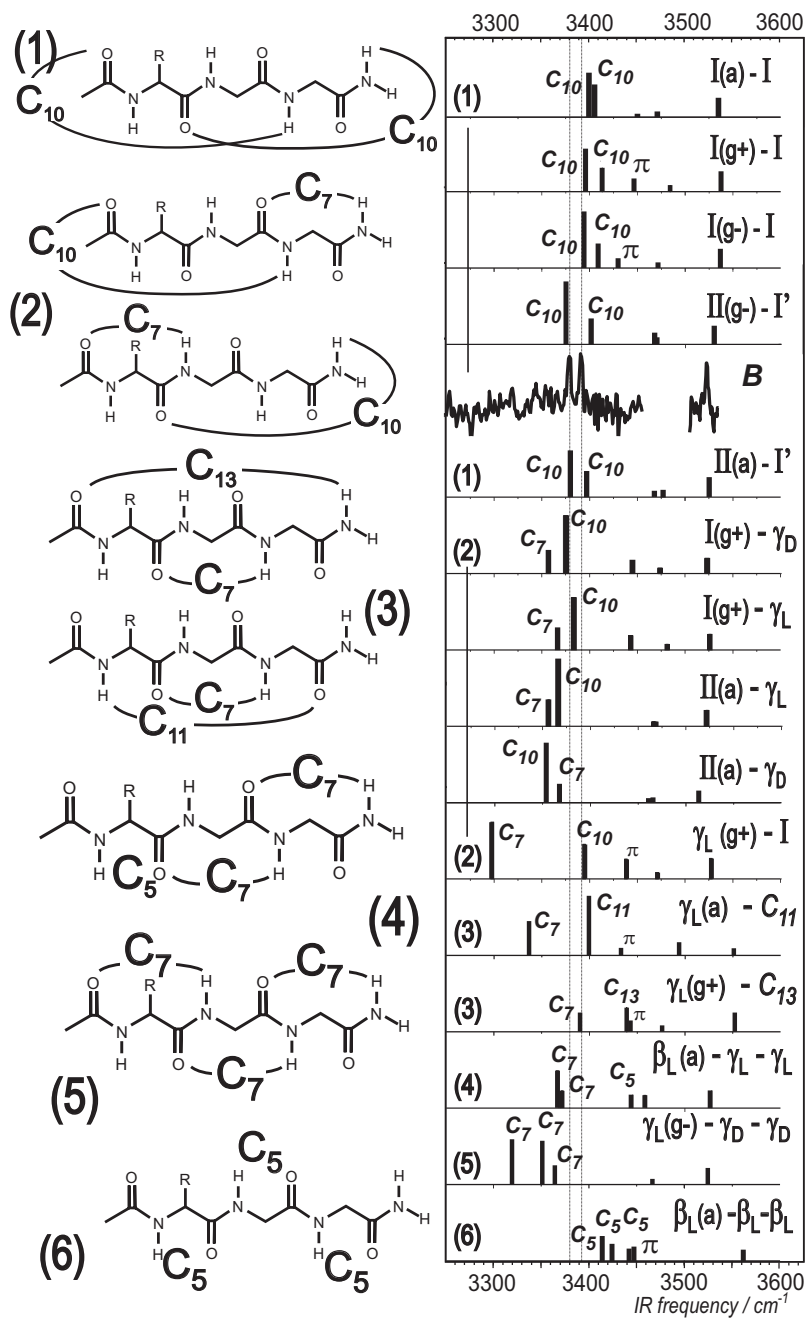 (1)
O R H O H
N N
N N H
H O H O
C10
C10
C7
O R H O H
C10
N N
N N H
H O H O
(2)
C7
O R H O H
N N
N N H
H O H O
C10
C13
O R H O H
N N
N N H
H O H O
C7
(3)
O R H O H
N N
N N H
H O H O
C7
C11
C7
O R H O H
N N
N N H
H O H O
C5 C7
(4)
C7 C7
O R H O H
N N
N N H
H O H O
C7
(5)
C5
O R H O H
N N
N N H
H O H O
(6)
C5 C5
3300 3400 3500 3600
(1) C10 C10 I(a) - I
C10 C10 π I(g+) - I
C10 C10 π I(g-) - I
C10 C10 II(g-) - I'
B
(1) C10 C10 II(a) - I'
(2) C7 C10 I(g+) - γD
C7 C10 I(g+) - γL
C7 C10 II(a) - γL
C10 C7 II(a) - γD
(2) C7 C10 π γL (g+) - I
(3) C7 C11 π γL(a) - C11
(3) C7 C13 π γL(g+) - C13
(4) C7 C7 C5 βL (a) - γL - γL
(5) C7 C7 C7 γL(g-) - γD - γD
(6) C5 C5 C5 π βL(a) -βL-βL
3300 3400 3500 3600
IR frequency / cm-1